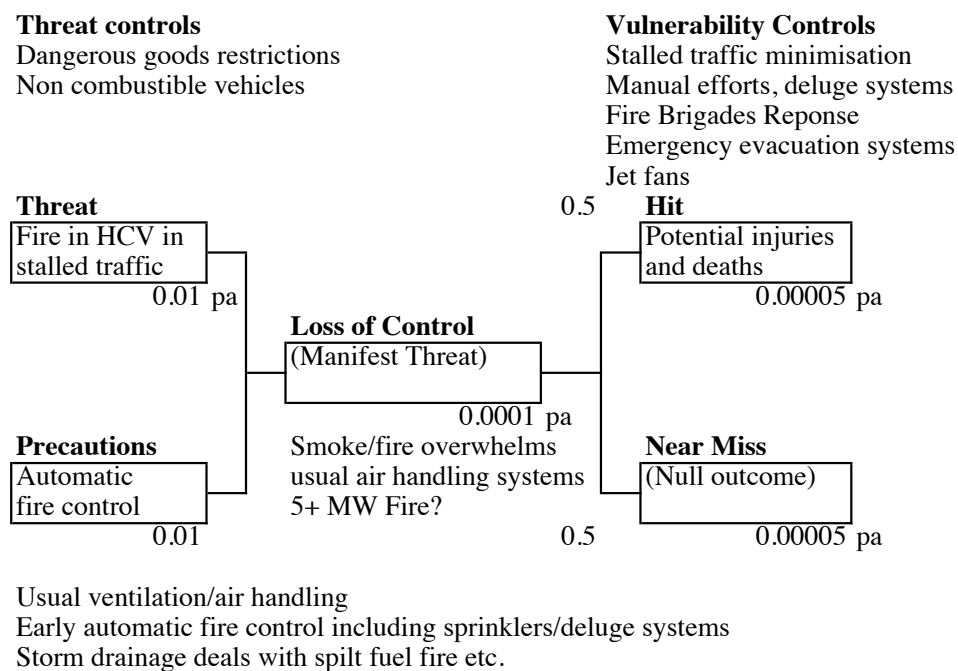 Threat controls
Dangerous goods restrictions
Non combustible vehicles
Vulnerability Controls
Stalled traffic minimisation
Manual efforts, deluge systems
Fire Brigades Reponse
Emergency evacuation systems
Jet fans
Threat
Fire in HCV in
stalled traffic
0.01 pa
Precautions
Automatic
fire control
0.01
Loss of Control
(Manifest Threat)
0.0001 pa
Smoke/fire overwhelms
usual air handling systems
5+ MW Fire?
0.5
Hit
Potential injuries
and deaths
0.00005 pa
0.5
Near Miss
(Null outcome)
0.00005 pa
Usual ventilation/air handling
Early automatic fire control including sprinklers/deluge systems
Storm drainage deals with spilt fuel fire etc.